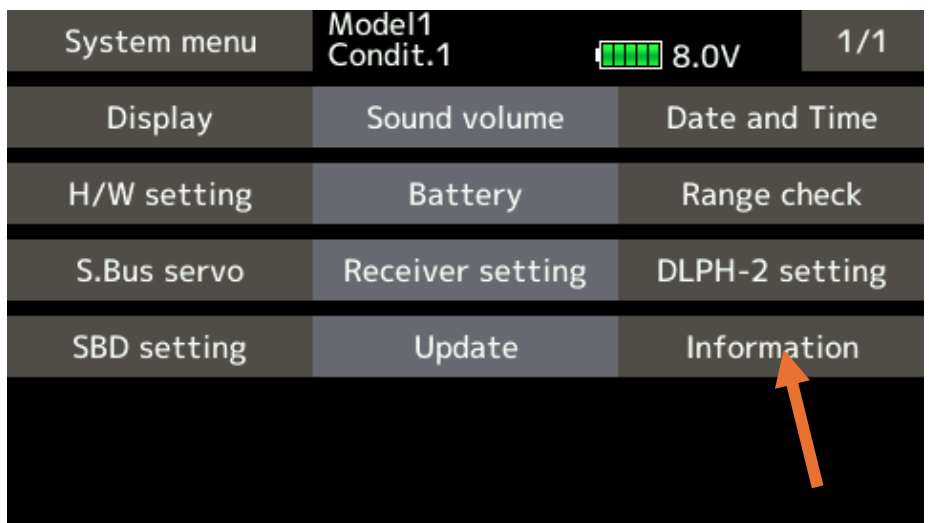 System menu
Model1
Condit.1
8.0V
1/1
Display
Sound volume
Date and Time
H/W setting
Battery
Range check
S.Bus servo
Receiver setting
DLPH-2 setting
SBD setting
Update
Information